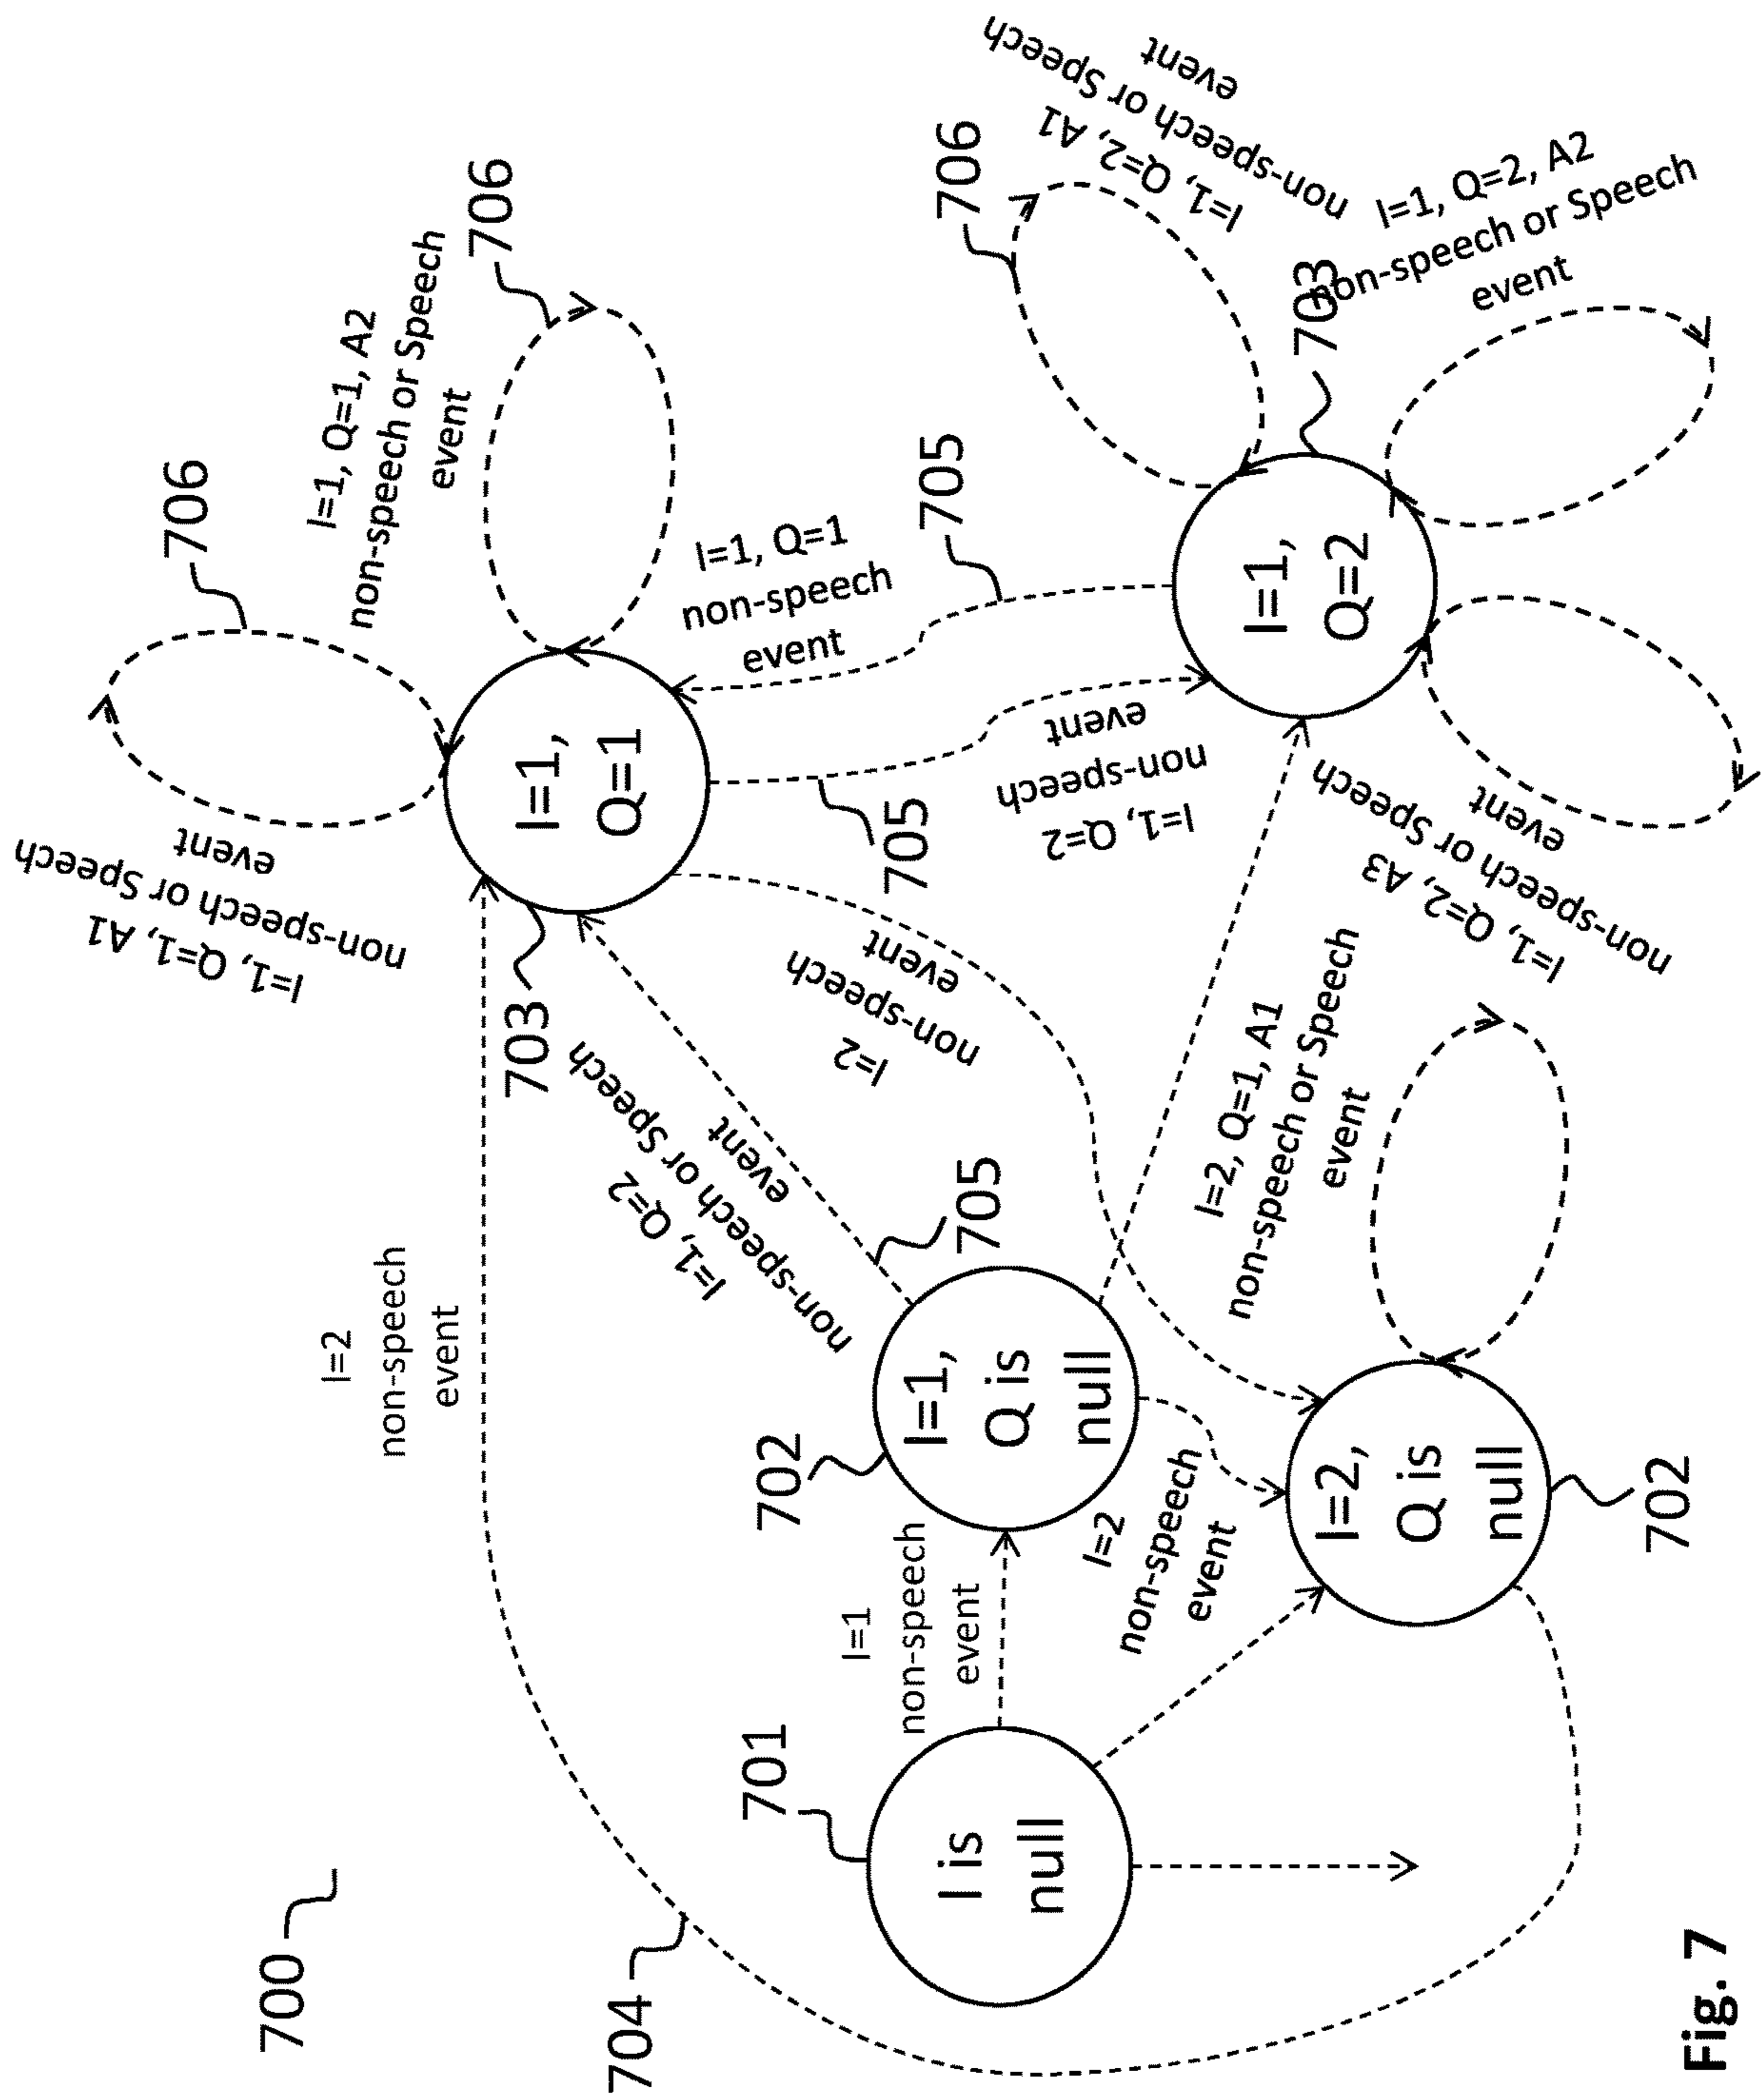 700
704
I=2
non-speech
event
701
I is
null
I=1
non-speech
event
702
I=1,
Q is
null
I=2
non-speech
event
702
I=2,
Q is
null
705
I=1, Q=2
non-speech or Speech
event
703
I=1,
Q=1
I=2
non-speech
event
I=1, Q=1, A1
non-speech or Speech
event
706
I=1, Q=1, A2
non-speech or Speech
event
706
I=1, Q=1
non-speech
event
705
705
I=1, Q=2
non-speech
event
I=2, Q=1, A1
non-speech or Speech
event
703
I=1,
Q=2
706
I=1, Q=2, A1
non-speech or Speech
event
I=1, Q=2, A2
non-speech or Speech
event
I=1, Q=2, A3
non-speech or Speech
event
Fig. 7